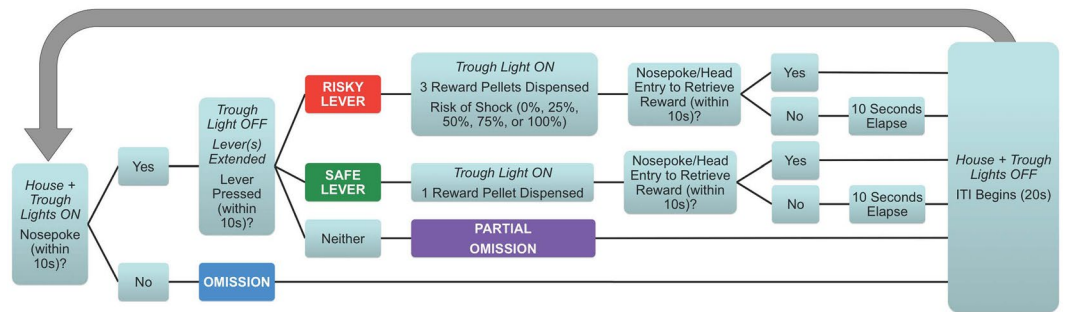 House +
Trough
Lights ON
Nosepoke
(within
10s)?
Yes
No
OMISSION
Trough
Light OFF
Lever(s)
Extended
Lever
Pressed
(within
10s)?
RISKY
LEVER
Trough Light ON
3 Reward Pellets Dispensed
Risk of Shock (0%, 25%,
50%, 75%, or 100%)
Nosepoke/Head
Entry to Retrieve
Reward (within
10s)?
Yes
No
10 Seconds
Elapse
SAFE
LEVER
Trough Light ON
1 Reward Pellet Dispensed
Nosepoke/Head
Entry to Retrieve
Reward (within
10s)?
Yes
No
10 Seconds
Elapse
Neither
PARTIAL
OMISSION
House + Trough
Lights OFF
ITI Begins (20s)